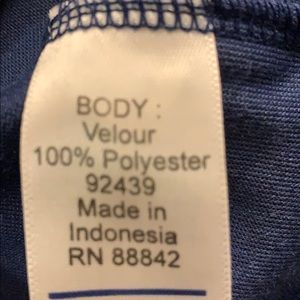 BODY :
Velour
100% Polyester
92439
Made in
Indonesia
RN 88842